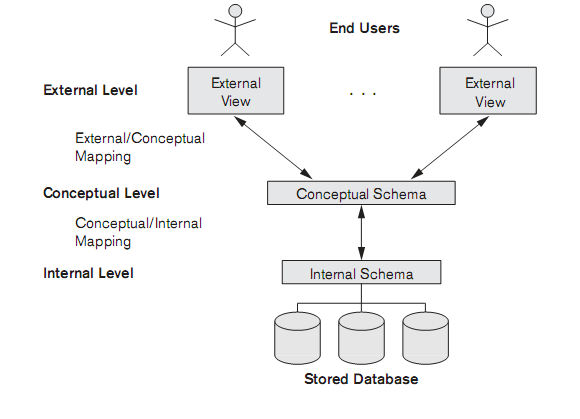 End Users
External Level
External
View
. . .
External
View
External/Conceptual
Mapping
Conceptual Level
Conceptual Schema
Conceptual/Internal
Mapping
Internal Level
Internal Schema
Stored Database